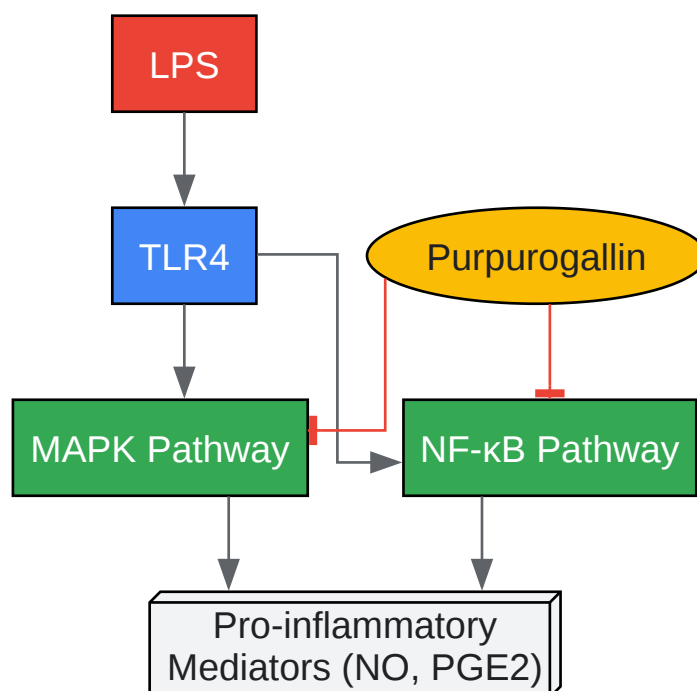 LPS
TLR4
Purpurogallin
MAPK Pathway
NF-κB Pathway
Pro-inflammatory
Mediators (NO, PGE2)